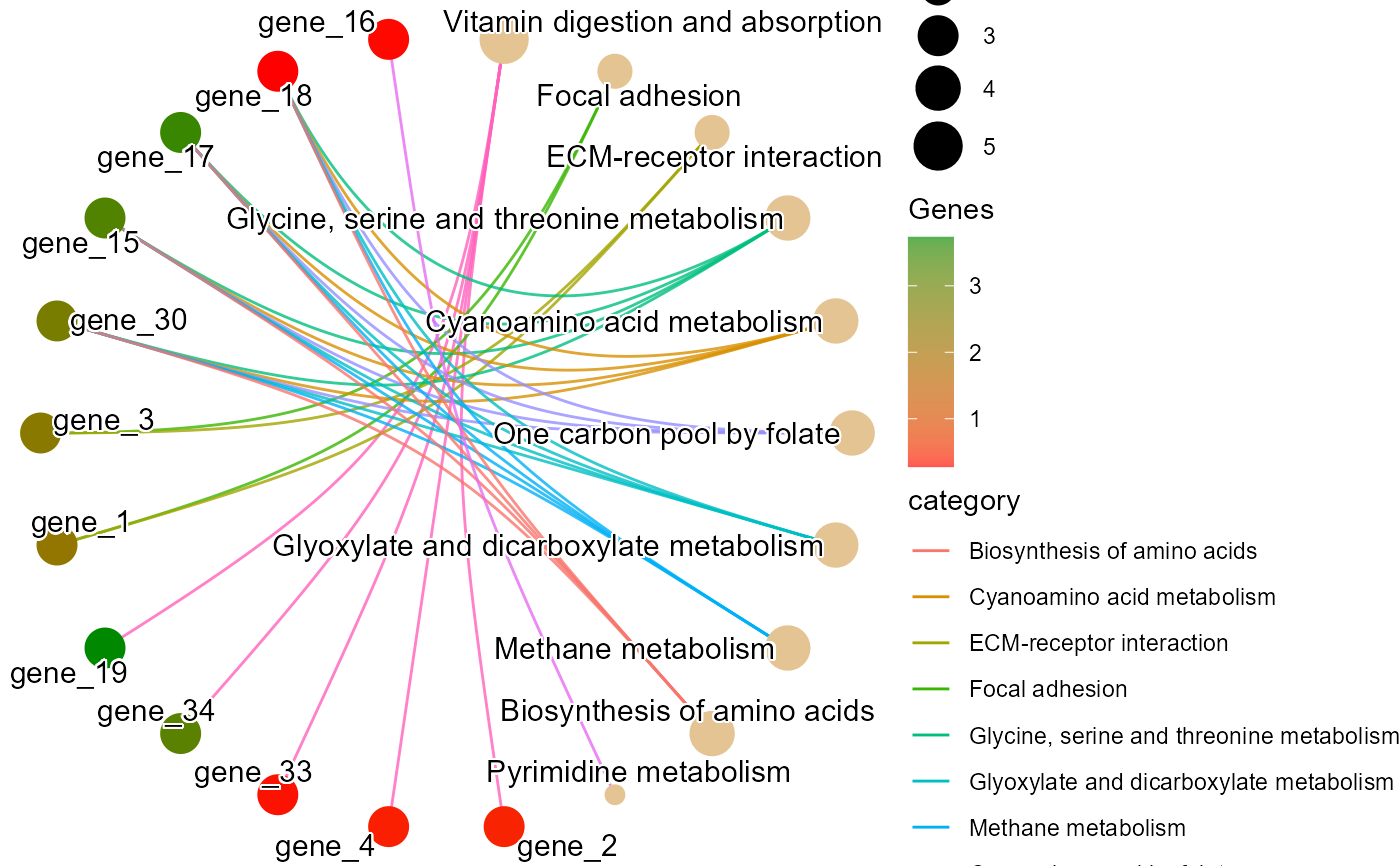 gene_16
Vitamin digestion and absorption
gene_18
Focal adhesion
gene_17
ECM-receptor interaction
Glycine, serine and threonine metabolism
gene_15
gene_30
Cyanoamino acid metabolism
gene_3
One carbon pool by folate
gene_1
Glyoxylate and dicarboxylate metabolism
gene_19
Methane metabolism
gene_34
Biosynthesis of amino acids
gene_33
Pyrimidine metabolism
gene_4
gene_2
3
4
5
Genes
3
2
1
category
Biosynthesis of amino acids
Cyanoamino acid metabolism
ECM-receptor interaction
Focal adhesion
Glycine, serine and threonine metabolism
Glyoxylate and dicarboxylate metabolism
Methane metabolism